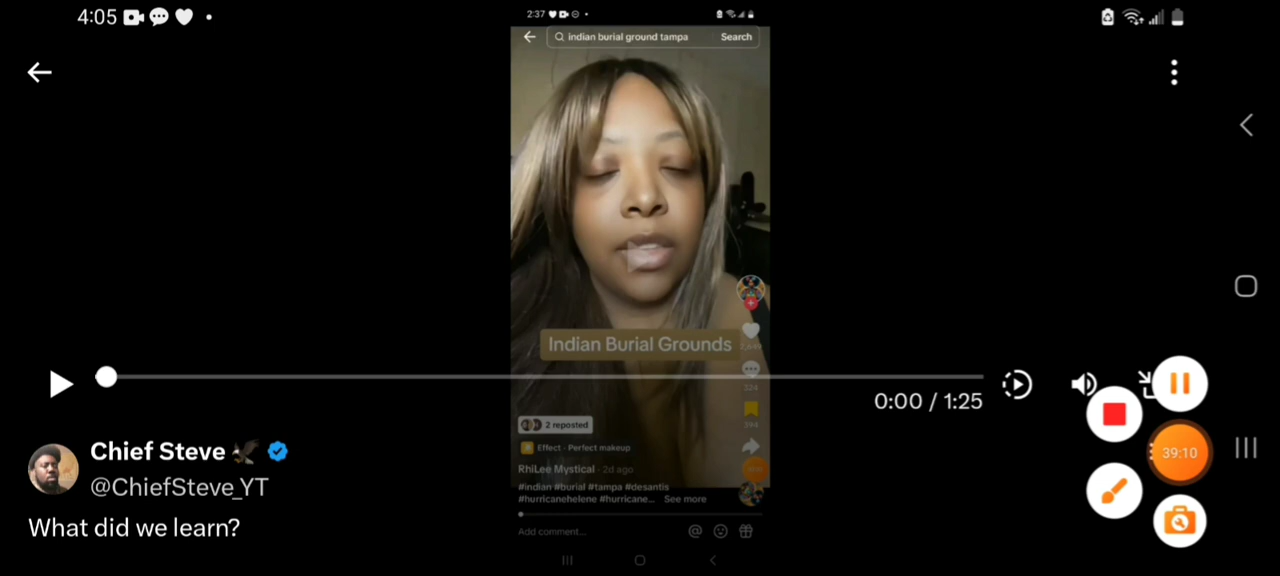 4:05
2:37
indian burial ground tampa
Search
Indian Burial Grounds
324
394
0:00 / 1:25
2 reposted
Effect · Perfect makeup
RhiLee Mystical · 2d ago
#indian #burial #tampa #desantis
#hurricanehelene #hurricane... See more
Add comment...
39:10
Chief Steve
@ChiefSteve_YT
What did we learn?